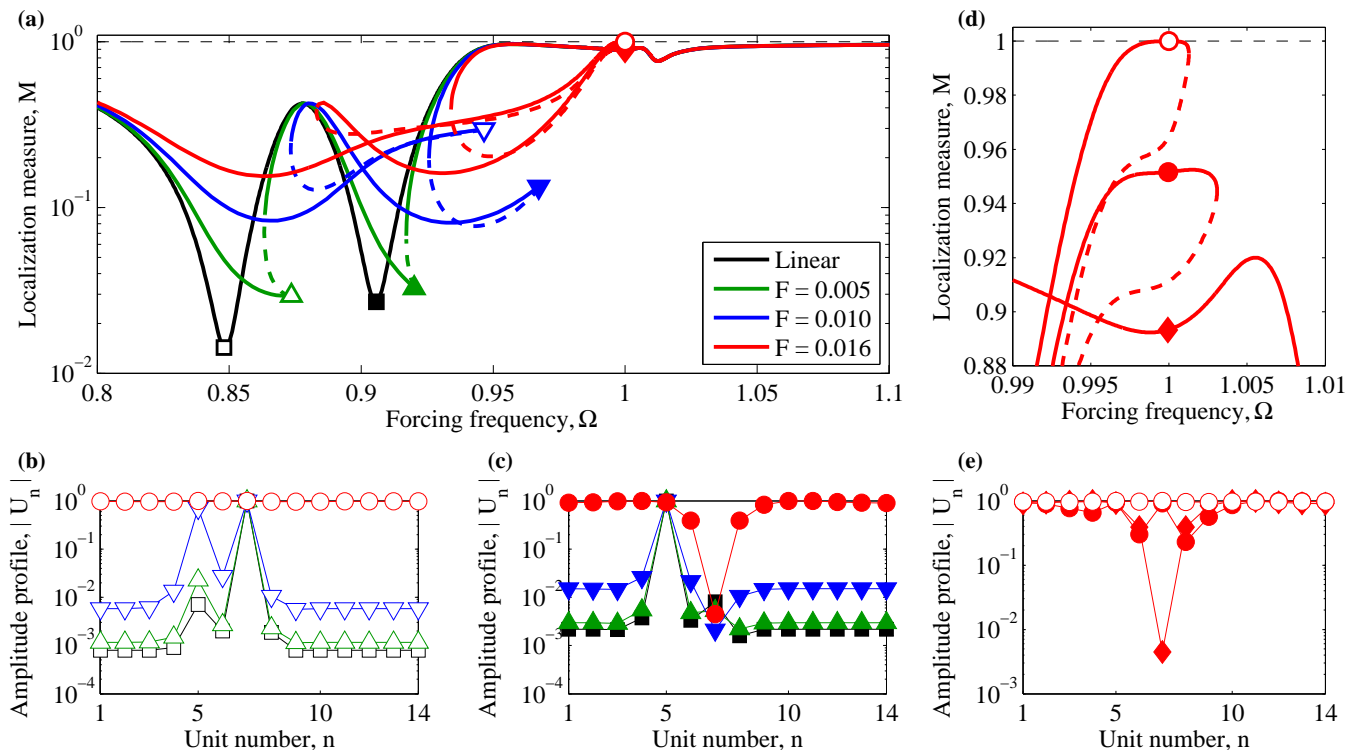 (a)
Localization measure, M
10^0
10^-1
10^-2
0.8 0.85 0.9 0.95 1 1.05 1.1
Forcing frequency, Ω
Linear
F = 0.005
F = 0.010
F = 0.016
(d)
Localization measure, M
1
0.98
0.96
0.94
0.92
0.9
0.88
0.99 0.995 1 1.005 1.01
Forcing frequency, Ω
(b)
Amplitude profile, | U_n |
10^0
10^-1
10^-2
10^-3
10^-4
1 5 10 14
Unit number, n
(c)
Amplitude profile, | U_n |
10^0
10^-1
10^-2
10^-3
10^-4
1 5 10 14
Unit number, n
(e)
Amplitude profile, | U_n |
10^0
10^-1
10^-2
10^-3
1 5 10 14
Unit number, n